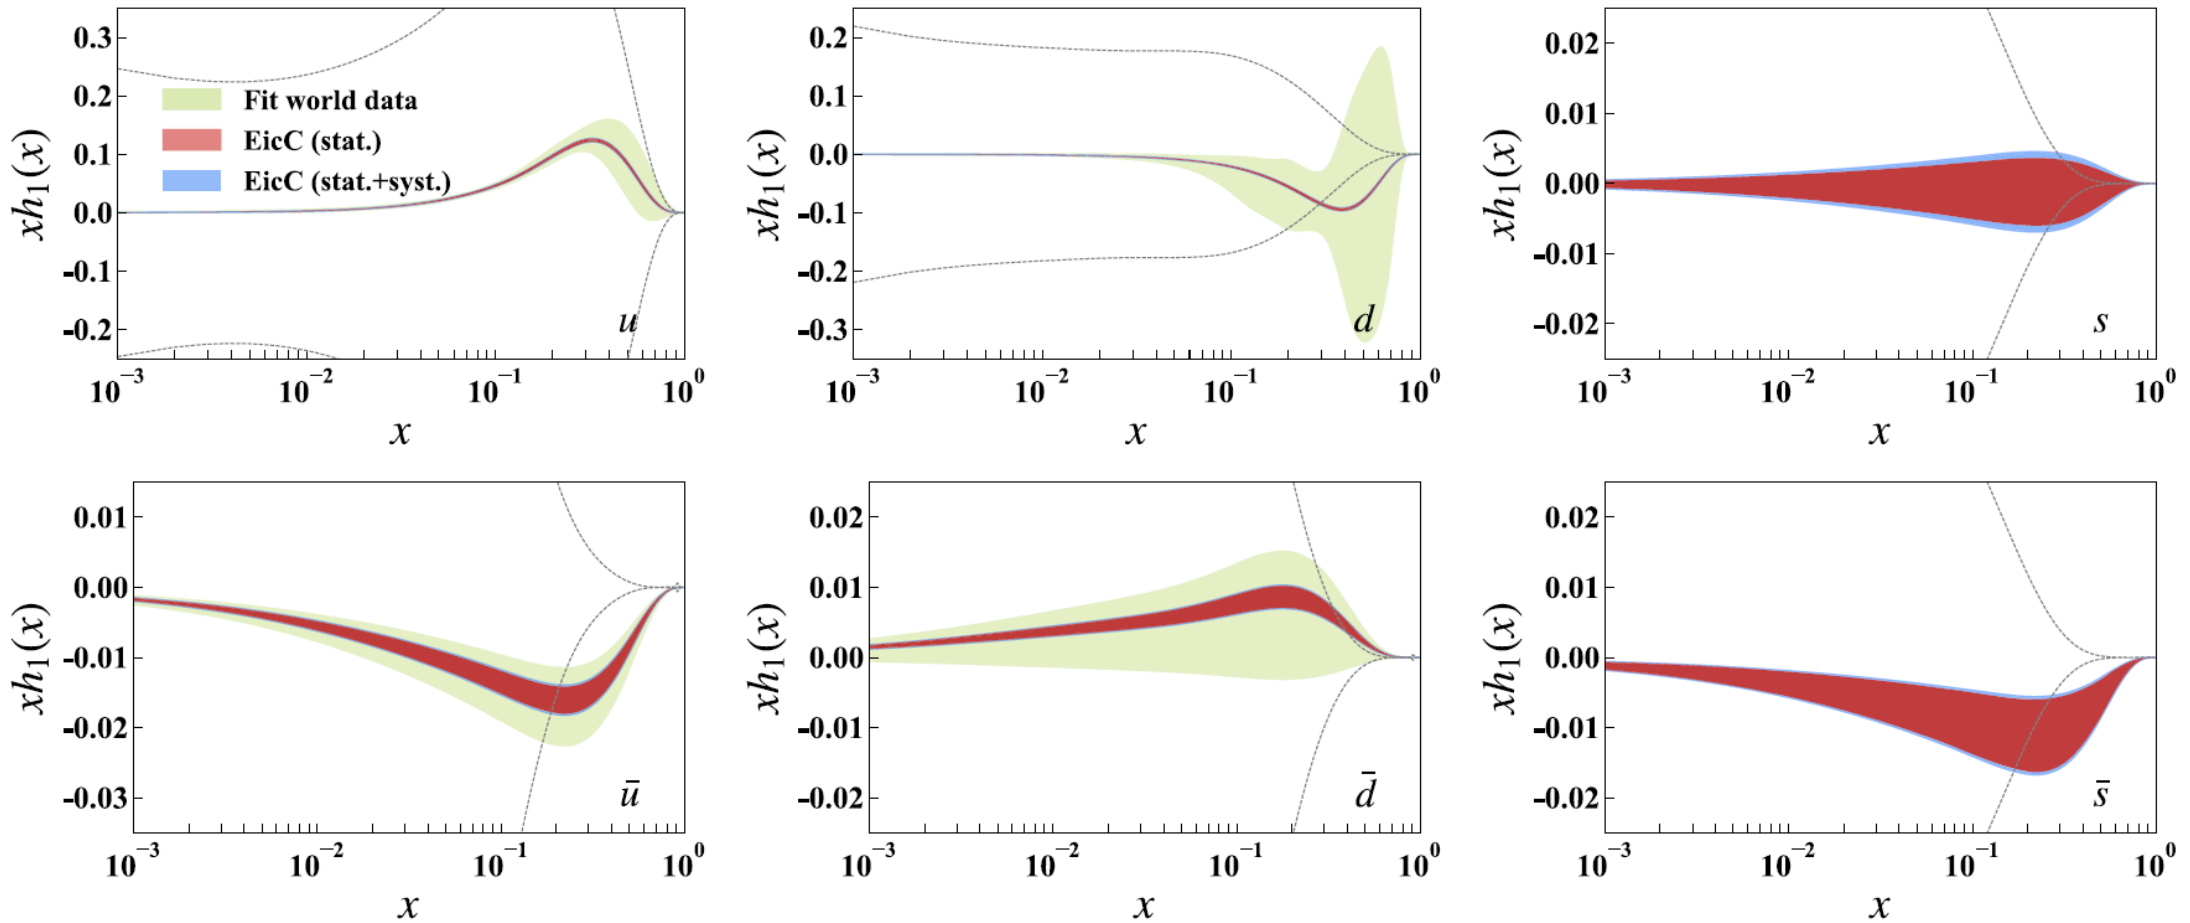 xh₁(x)
0.3
0.2
0.1
0.0
-0.1
-0.2
Fit world data
EicC (stat.)
EicC (stat.+syst.)
u
10⁻³ 10⁻² 10⁻¹ 10⁰
x
xh₁(x)
0.2
0.1
0.0
-0.1
-0.2
-0.3
d
10⁻³ 10⁻² 10⁻¹ 10⁰
x
xh₁(x)
0.02
0.01
0.00
-0.01
-0.02
s
10⁻³ 10⁻² 10⁻¹ 10⁰
x
xh₁(x)
0.01
0.00
-0.01
-0.02
-0.03
ū
10⁻³ 10⁻² 10⁻¹ 10⁰
x
xh₁(x)
0.02
0.01
0.00
-0.01
-0.02
d̄
10⁻³ 10⁻² 10⁻¹ 10⁰
x
xh₁(x)
0.02
0.01
0.00
-0.01
-0.02
s̄
10⁻³ 10⁻² 10⁻¹ 10⁰
x